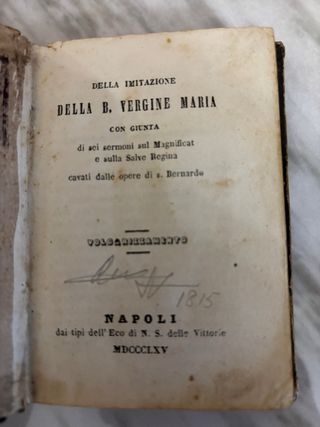 DELLA IMITAZIONE
DELLA B. VERGINE MARIA
CON GIUNTA
di sei sermoni sul Magnificat
e sulla Salve Regina
cavati dalle opere di s. Bernardo
VOLGARIZZAMENTO
1815
NAPOLI
dai tipi dell'Eco di N. S. delle Vittorie
MDCCCLXV